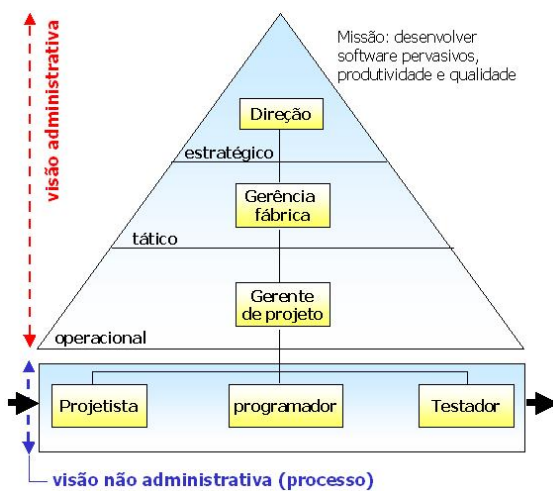 visão administrativa
Missão: desenvolver
software pervasivos,
produtividade e qualidade
Direção
estratégico
Gerência
fábrica
tático
Gerente
de projeto
operacional
Projetista
programador
Testador
visão não administrativa (processo)